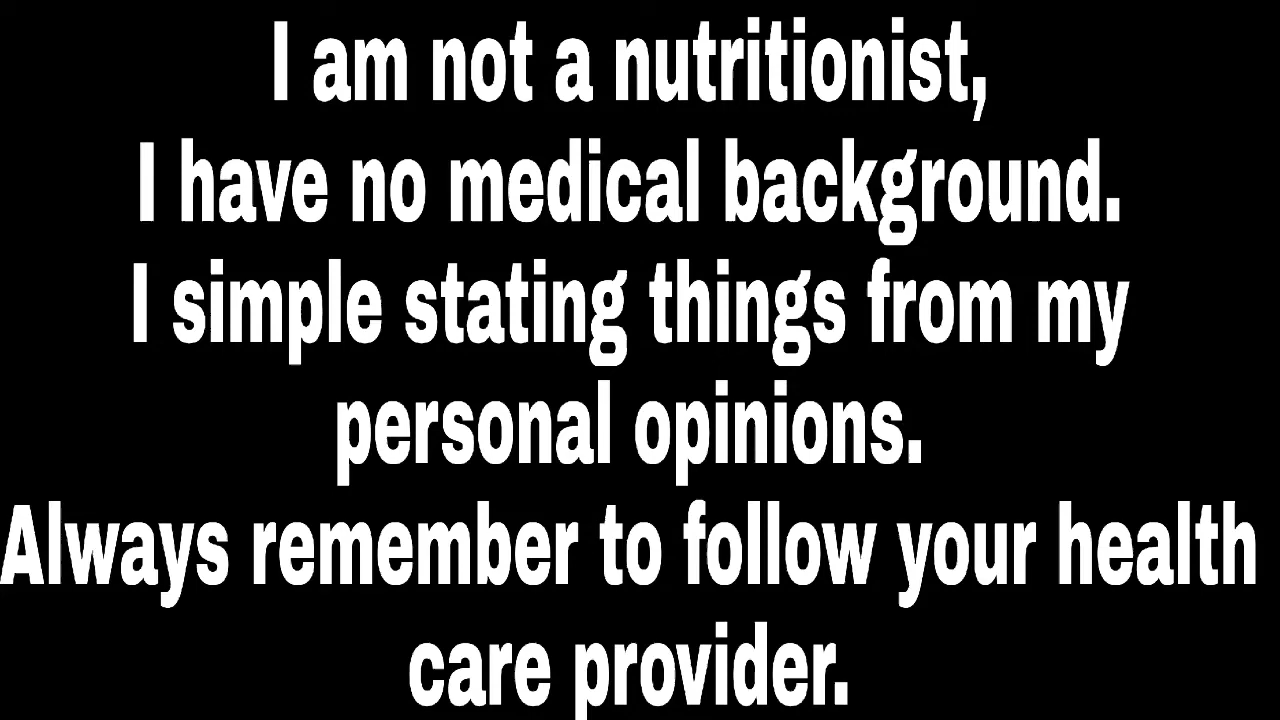 I am not a nutritionist,
I have no medical background.
I simple stating things from my
personal opinions.
Always remember to follow your health
care provider.